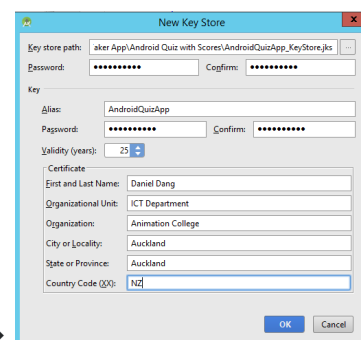 New Key Store
x
Key store path: aker App\Android Quiz with Scores\AndroidQuizApp_KeyStore.jks ...
Password: •••••••••• Confirm: ••••••••••
Key
Alias: AndroidQuizApp
Password: •••••••••• Confirm: ••••••••••
Validity (years): 25
Certificate
First and Last Name: Daniel Dang
Organizational Unit: ICT Department
Organization: Animation College
City or Locality: Auckland
State or Province: Auckland
Country Code (XX): NZ
OK Cancel